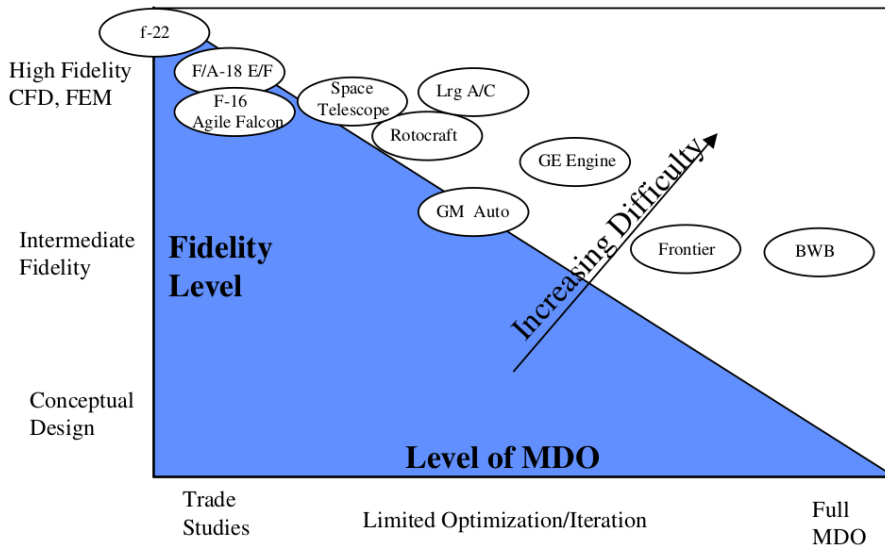 f-22
High Fidelity
CFD, FEM
F/A-18 E/F
F-16
Agile Falcon
Space
Telescope
Lrg A/C
Rotocraft
GE Engine
GM Auto
Increasing Difficulty
Intermediate
Fidelity
Fidelity
Level
Frontier
BWB
Conceptual
Design
Level of MDO
Trade
Studies
Limited Optimization/Iteration
Full
MDO